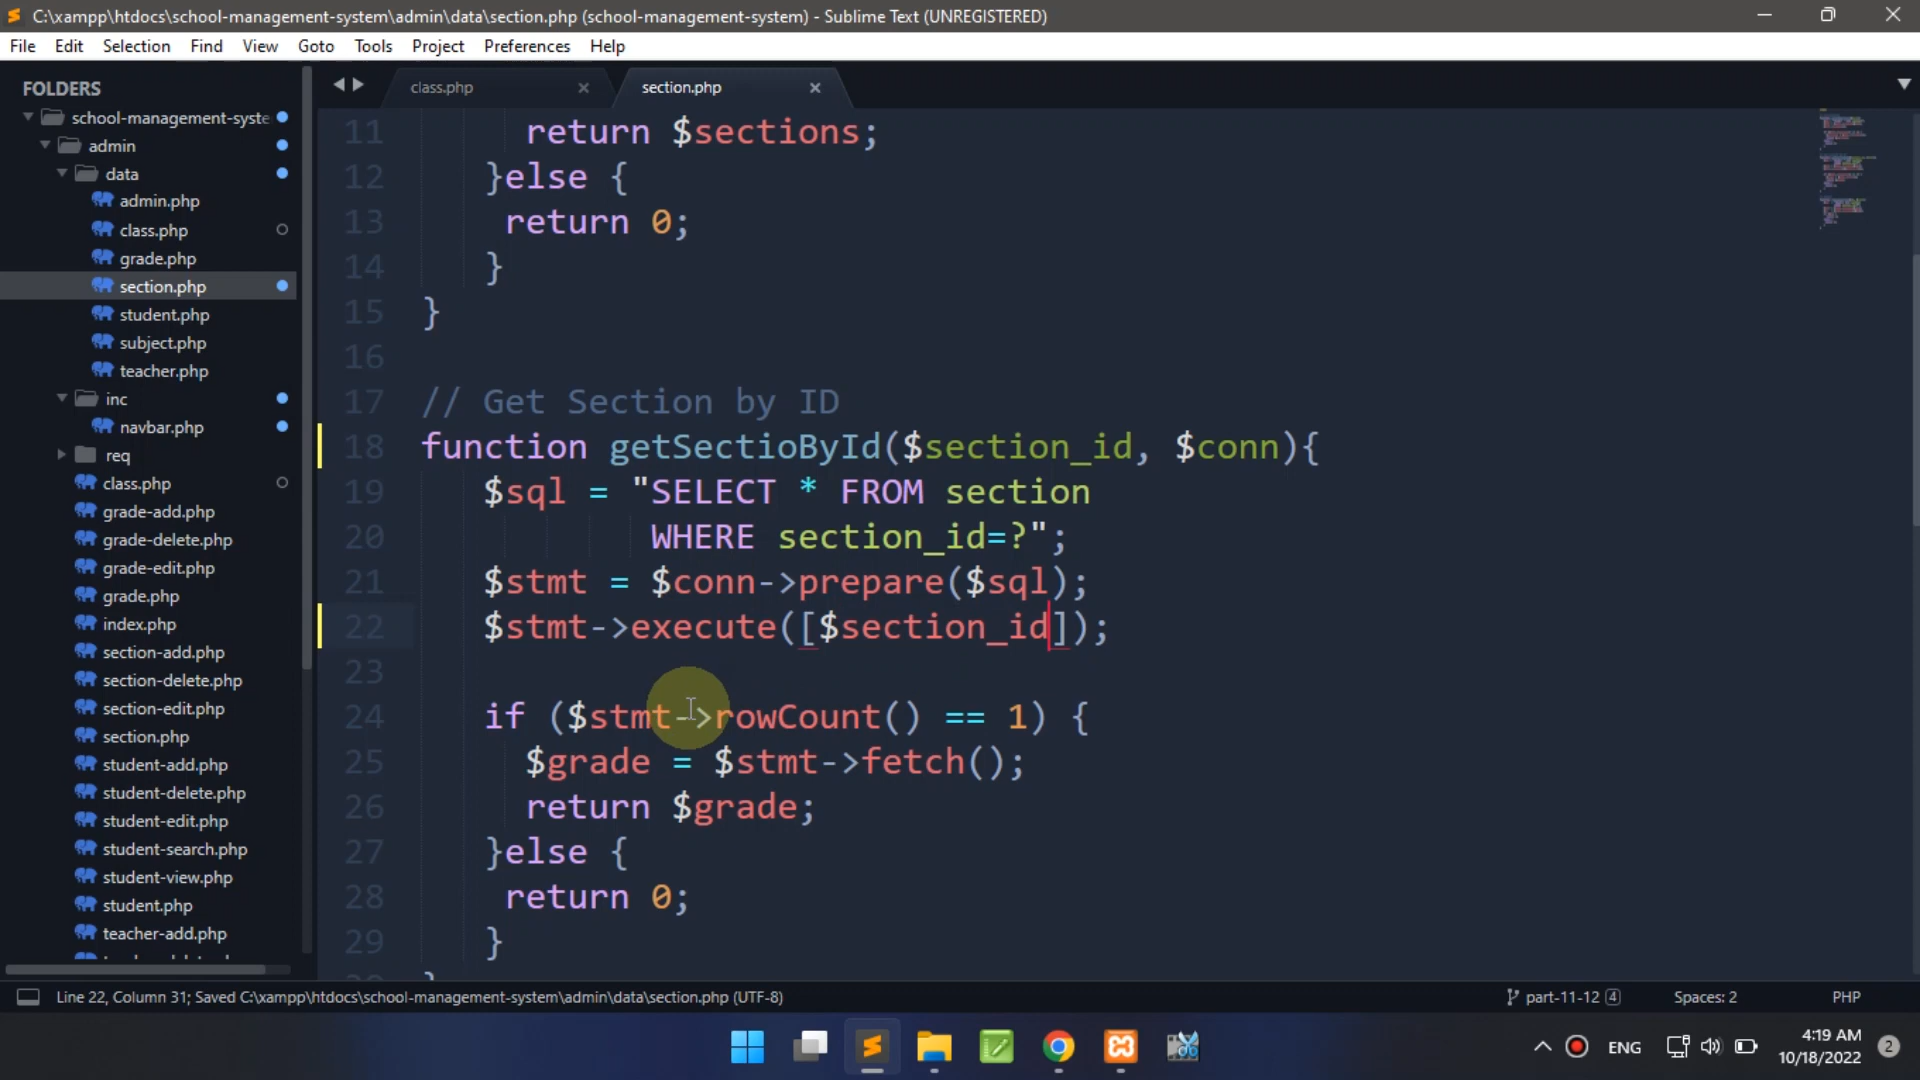 C:\xampp\htdocs\school-management-system\admin\data\section.php (school-management-system) - Sublime Text (UNREGISTERED)
File Edit Selection Find View Goto Tools Project Preferences Help
FOLDERS
school-management-syste
admin
data
admin.php
class.php
grade.php
section.php
student.php
subject.php
teacher.php
inc
navbar.php
req
class.php
grade-add.php
grade-delete.php
grade-edit.php
grade.php
index.php
section-add.php
section-delete.php
section-edit.php
section.php
student-add.php
student-delete.php
student-edit.php
student-search.php
student-view.php
student.php
teacher-add.php
class.php section.php
11 return $sections;
12 }else {
13 return 0;
14 }
15 }
16
17 // Get Section by ID
18 function getSectioById($section_id, $conn){
19 $sql = "SELECT * FROM section
20 WHERE section_id=?";
21 $stmt = $conn->prepare($sql);
22 $stmt->execute([$section_id]);
23
24 if ($stmt->rowCount() == 1) {
25 $grade = $stmt->fetch();
26 return $grade;
27 }else {
28 return 0;
29 }
Line 22, Column 31; Saved C:\xampp\htdocs\school-management-system\admin\data\section.php (UTF-8) part-11-12 4 Spaces: 2 PHP
ENG 4:19 AM 2
10/18/2022